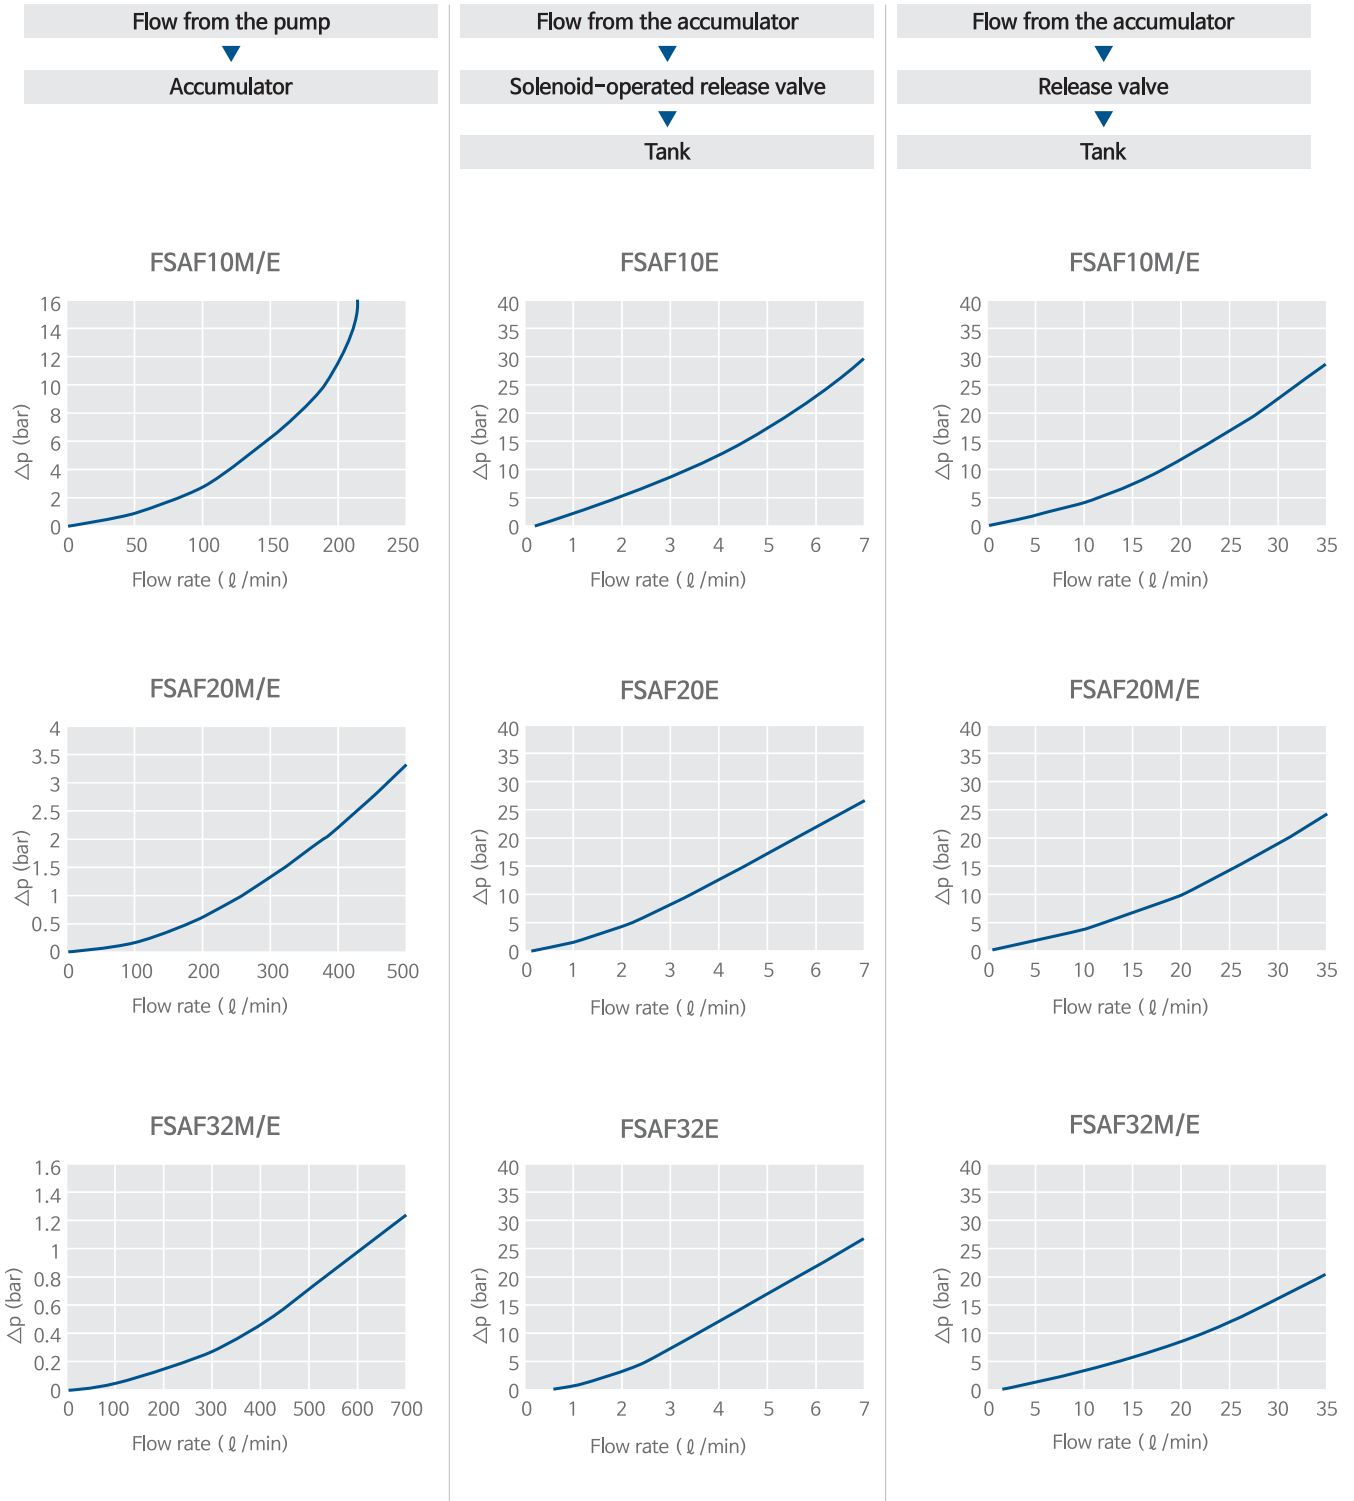 Flow from the pump
Accumulator
Flow from the accumulator
Solenoid-operated release valve
Tank
Flow from the accumulator
Release valve
Tank
FSAF10M/E
16
14
12
10
8
6
4
2
0
△p (bar)
0 50 100 150 200 250
Flow rate (ℓ/min)
FSAF10E
40
35
30
25
20
15
10
5
0
△p (bar)
0 1 2 3 4 5 6 7
Flow rate (ℓ/min)
FSAF10M/E
40
35
30
25
20
15
10
5
0
△p (bar)
0 5 10 15 20 25 30 35
Flow rate (ℓ/min)
FSAF20M/E
4
3.5
3
2.5
2
1.5
1
0.5
0
△p (bar)
0 100 200 300 400 500
Flow rate (ℓ/min)
FSAF20E
40
35
30
25
20
15
10
5
0
△p (bar)
0 1 2 3 4 5 6 7
Flow rate (ℓ/min)
FSAF20M/E
40
35
30
25
20
15
10
5
0
△p (bar)
0 5 10 15 20 25 30 35
Flow rate (ℓ/min)
FSAF32M/E
1.6
1.4
1.2
1
0.8
0.6
0.4
0.2
0
△p (bar)
0 100 200 300 400 500 600 700
Flow rate (ℓ/min)
FSAF32E
40
35
30
25
20
15
10
5
0
△p (bar)
0 1 2 3 4 5 6 7
Flow rate (ℓ/min)
FSAF32M/E
40
35
30
25
20
15
10
5
0
△p (bar)
0 5 10 15 20 25 30 35
Flow rate (ℓ/min)